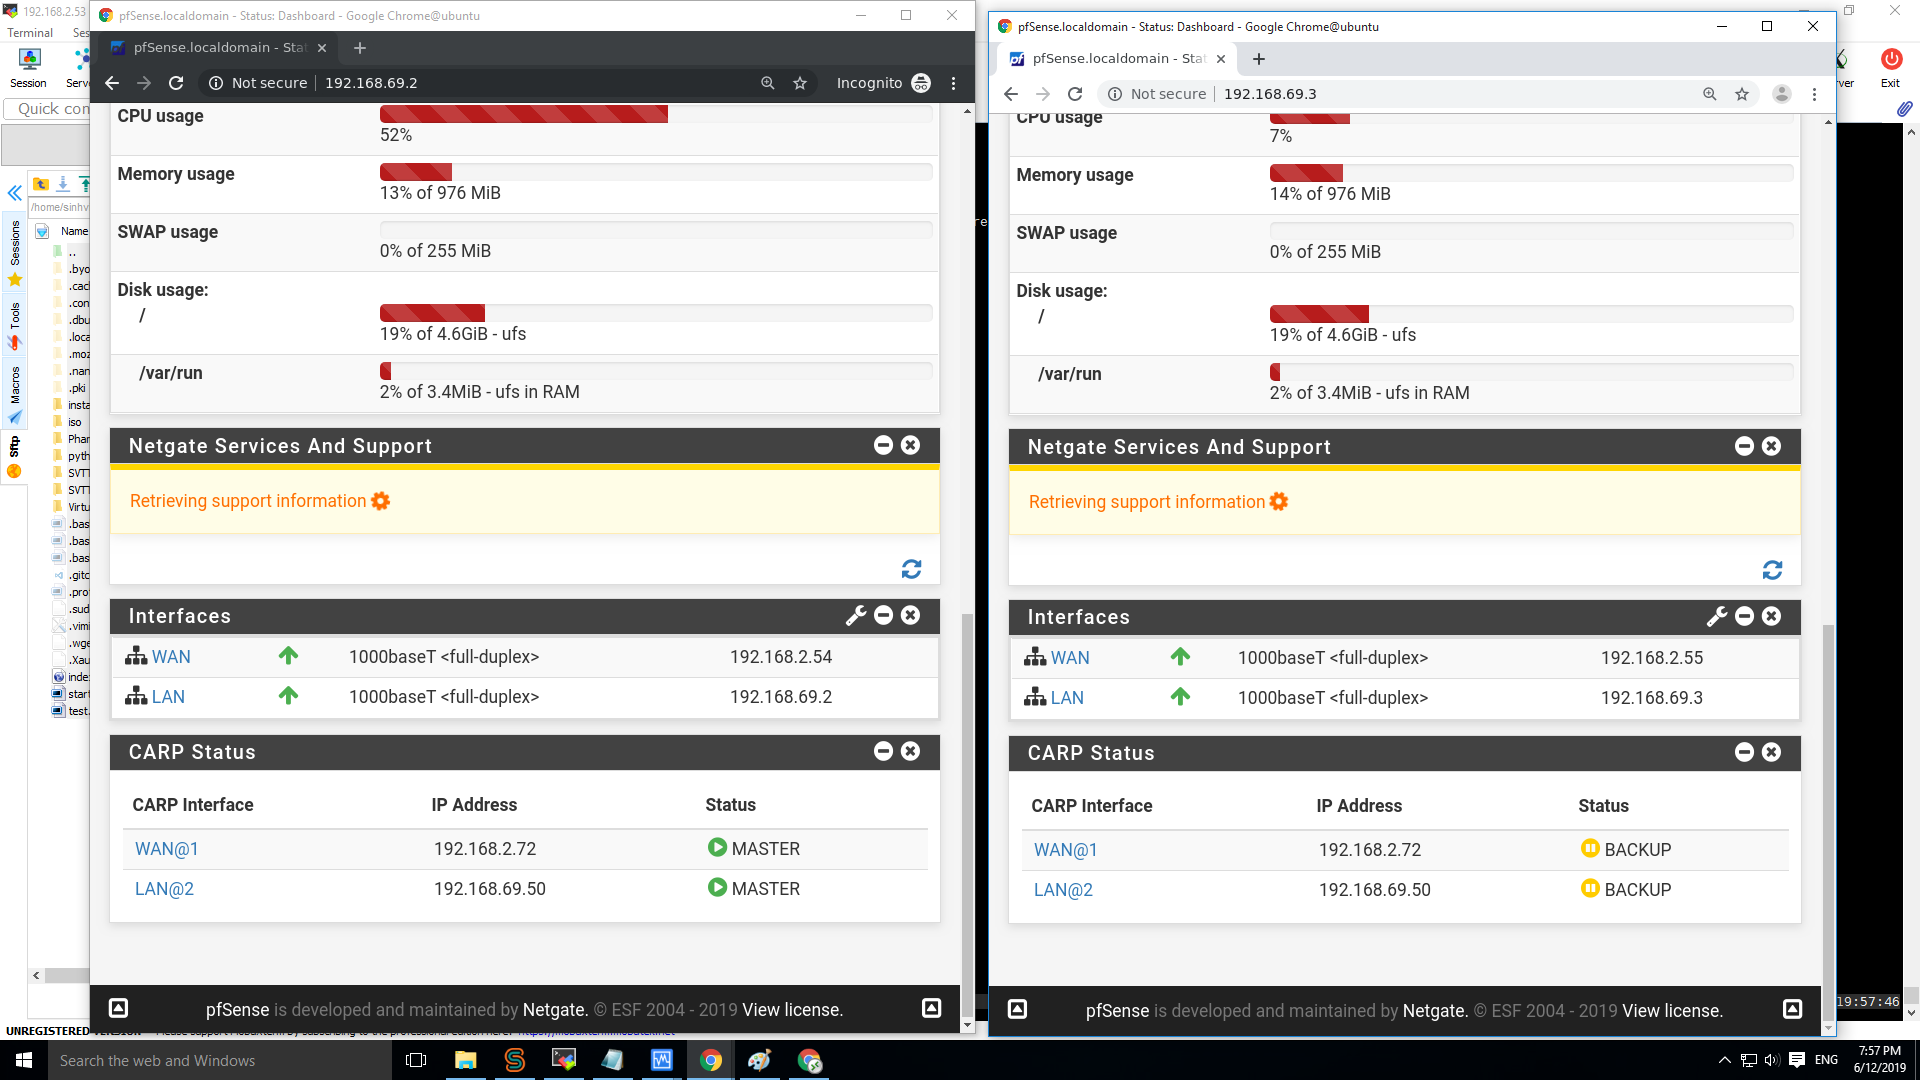 192.168.2.53
Terminal
Session
Quick con
Exit
/home/sinhv
Name
Sessions
Tools
Macros
Sftp
..
.byo
.cac
.con
.dbu
.loca
.moz
.nan
.pki
insta
iso
Phan
pyth
SVTT
SVTT
Virtu
.bas
.bas
.bas
.gitc
.prof
.sud
.vimi
.wge
.Xau
index
start
test.
UNREGISTERED VERSION
pfSense.localdomain - Status: Dashboard - Google Chrome@ubuntu
pfSense.localdomain - Stat
Not secure
192.168.69.2
Incognito
CPU usage
52%
Memory usage
13% of 976 MiB
SWAP usage
0% of 255 MiB
Disk usage:
/
19% of 4.6GiB - ufs
/var/run
2% of 3.4MiB - ufs in RAM
Netgate Services And Support
Retrieving support information
Interfaces
WAN 1000baseT <full-duplex> 192.168.2.54
LAN 1000baseT <full-duplex> 192.168.69.2
CARP Status
CARP Interface IP Address Status
WAN@1 192.168.2.72 MASTER
LAN@2 192.168.69.50 MASTER
pfSense is developed and maintained by Netgate. © ESF 2004 - 2019 View license.
pfSense.localdomain - Status: Dashboard - Google Chrome@ubuntu
pfSense.localdomain - Stat
Not secure
192.168.69.3
CPU usage
7%
Memory usage
14% of 976 MiB
SWAP usage
0% of 255 MiB
Disk usage:
/
19% of 4.6GiB - ufs
/var/run
2% of 3.4MiB - ufs in RAM
Netgate Services And Support
Retrieving support information
Interfaces
WAN 1000baseT <full-duplex> 192.168.2.55
LAN 1000baseT <full-duplex> 192.168.69.3
CARP Status
CARP Interface IP Address Status
WAN@1 192.168.2.72 BACKUP
LAN@2 192.168.69.50 BACKUP
pfSense is developed and maintained by Netgate. © ESF 2004 - 2019 View license.
19:57:46
Search the web and Windows
ENG
7:57 PM
6/12/2019